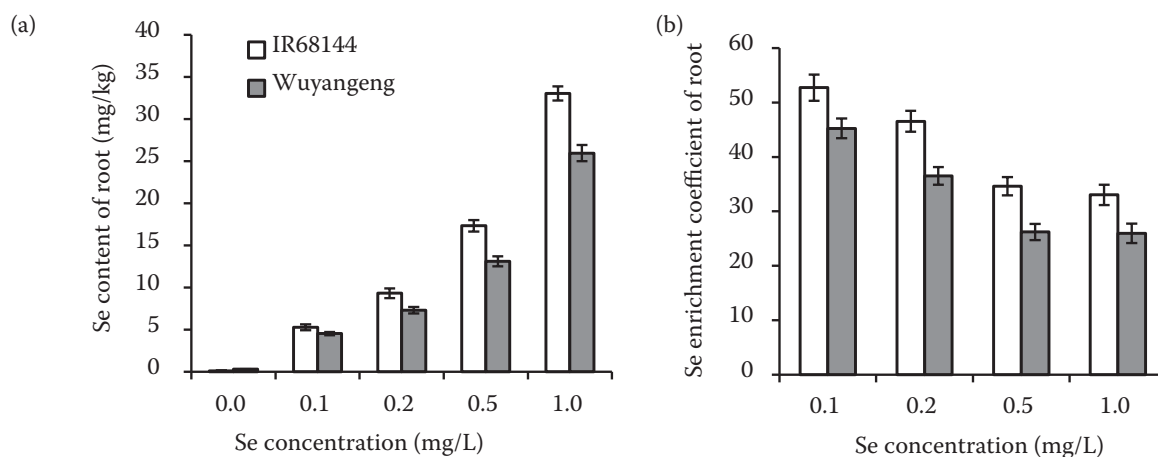 (a)
Se content of root (mg/kg)
40
35
30
25
20
15
10
5
0
IR68144
Wuyangeng
0.0 0.1 0.2 0.5 1.0
Se concentration (mg/L)
(b)
Se enrichment coefficient of root
60
50
40
30
20
10
0
0.1 0.2 0.5 1.0
Se concentration (mg/L)